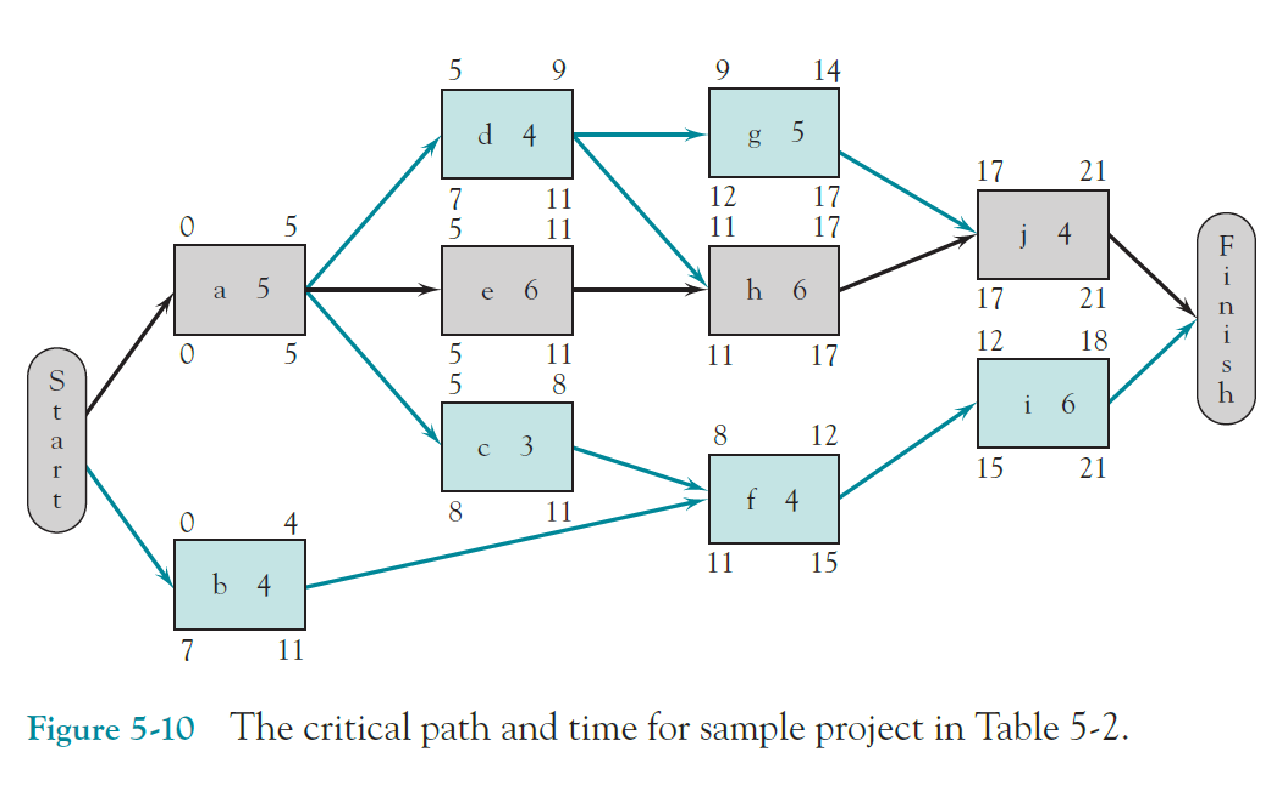 5 9 9 14
d 4 g 5
17 21
7 11 12 17
0 5 5 11 11 17
j 4
a 5 e 6 h 6
17 21
0 5 5 11 11 17
12 18
5 8
i 6
8 12
c 3
15 21
f 4
8 11
0 4
11 15
b 4
7 11
Start
Finish
Figure 5-10 The critical path and time for sample project in Table 5-2.